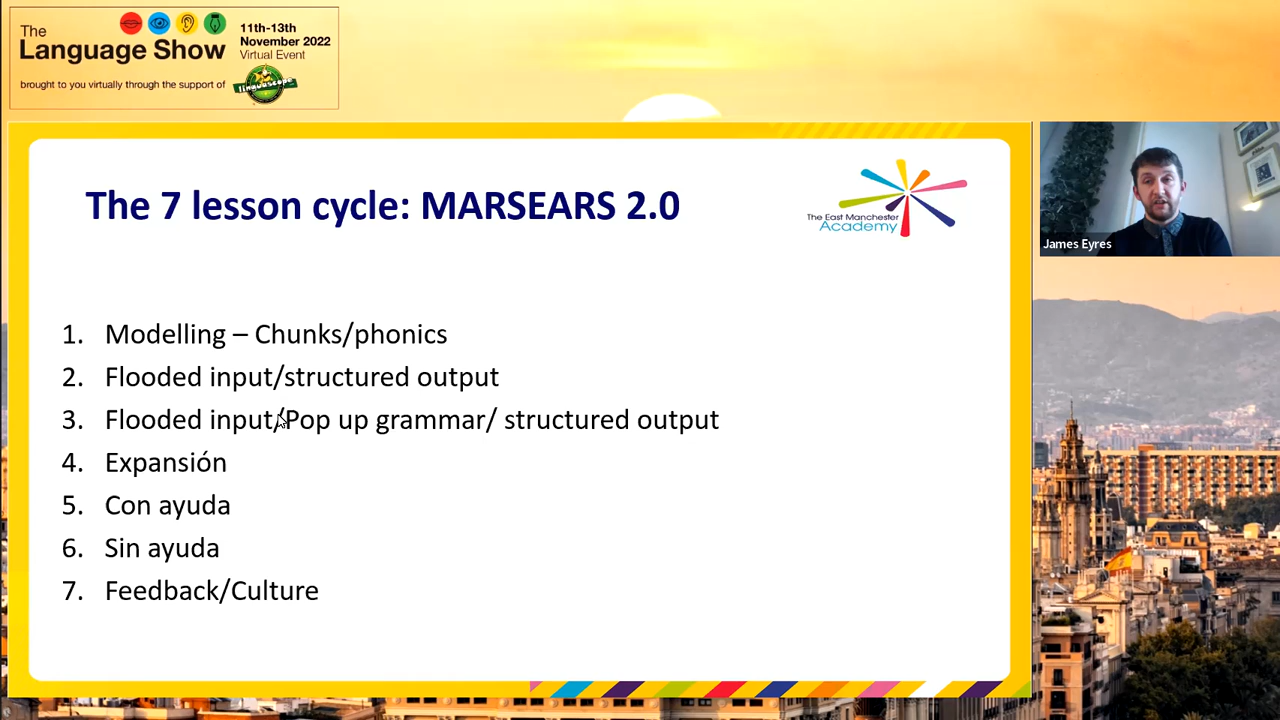 The
Language Show
11th-13th
November 2022
Virtual Event
brought to you virtually through the support of
linguascope
The 7 lesson cycle: MARSEARS 2.0
The East Manchester
Academy
James Eyres
1. Modelling – Chunks/phonics
2. Flooded input/structured output
3. Flooded input/Pop up grammar/ structured output
4. Expansión
5. Con ayuda
6. Sin ayuda
7. Feedback/Culture